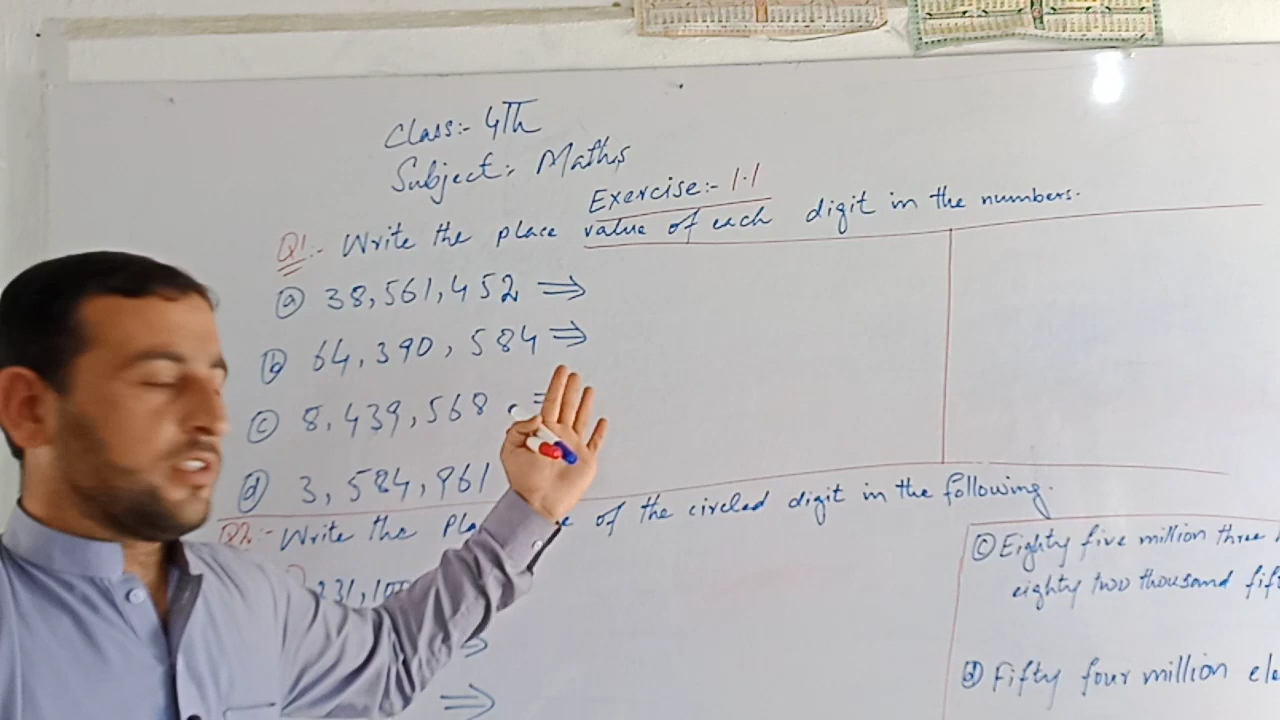 Class:- 4Th
Subject:- Maths
Exercise:- 1.1
Q1:- Write the place value of each digit in the numbers.
(a) 38,561,452 ⇒
(b) 64,390,584 ⇒
(c) 8,439,568
(d) 3,584,961
Q2:- Write the of the circled digit in the following.
231,
⇒
⇒
(c) Eighty five million three
eighty two thousand
(d) Fifty four million